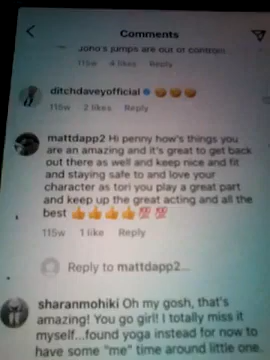 Comments
Joho's jumps are out of control!
115w 4 likes Reply
ditchdaveyofficial
115w 2 likes Reply
mattdapp2 Hi penny how's things you
are an amazing and it's great to get back
out there as well and keep nice and fit
and staying safe to and love your
character as tori you play a great part
and keep up the great acting and all the
best 👍👍👍👍💯💯
115w 1 like Reply
Reply to mattdapp2...
sharanmohiki Oh my gosh, that's
amazing! You go girl! I totally miss it
myself...found yoga instead for now to
have some "me" time around little one.